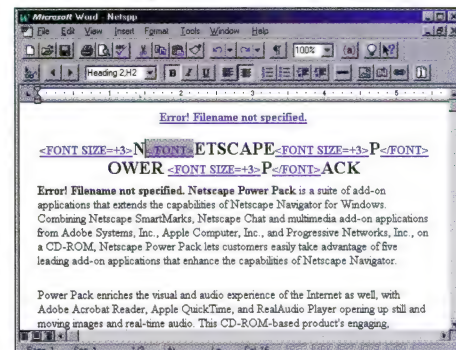 Microsoft Word - Netspp
File Edit View Insert Format Tools Window Help
100%
Heading 2,H2 B I U
1 2 3 4 5
Error! Filename not specified.
<FONT SIZE=+3>N</FONT>ETSCAPE<FONT SIZE=+3>P</FONT>
OWER <FONT SIZE=+3>P</FONT>ACK
Error! Filename not specified. Netscape Power Pack is a suite of add-on
applications that extends the capabilities of Netscape Navigator for Windows.
Combining Netscape SmartMarks, Netscape Chat and multimedia add-on applications
from Adobe Systems, Inc., Apple Computer, Inc., and Progressive Networks, Inc., on
a CD-ROM, Netscape Power Pack lets customers easily take advantage of five
leading add-on applications that enhance the capabilities of Netscape Navigator.
Power Pack enriches the visual and audio experience of the Internet as well, with
Adobe Acrobat Reader, Apple QuickTime, and RealAudio Player opening up still and
moving images and real-time audio. This CD-ROM-based product's engaging,